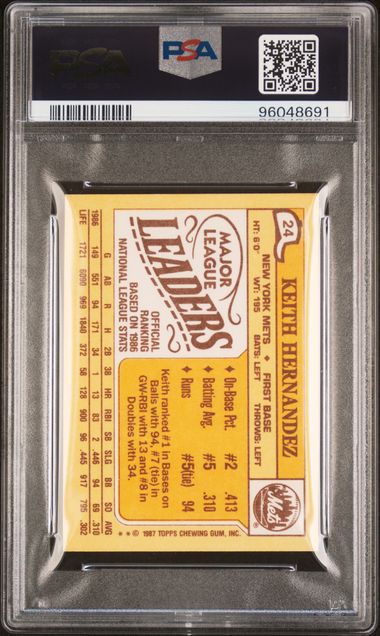 PSA
PSA
96048691
24
KEITH HERNANDEZ
NEW YORK METS ♦ FIRST BASE
HT: 6'0" WT: 195 BATS: LEFT THROWS: LEFT
Mets
MAJOR
LEAGUE
LEADERS
OFFICIAL
RANKING
BASED ON 1986
NATIONAL LEAGUE STATS
♦ On-Base Pct. #2 .413
♦ Batting Avg. #5 .310
♦ Runs #5(tie) 94
Keith ranked #1 in Bases on
Balls with 94, #7 (tie) in
GW-RBI with 13 and #8 in
Doubles with 34.
G AB R H 2B 3B HR RBI SB SLG BB SO AVG
1986 149 551 94 171 34 1 13 83 2 .446 94 69 .310
LIFE 1721 6090 969 1840 372 58 128 900 96 .445 917 795 .302
** © 1987 TOPPS CHEWING GUM, INC.